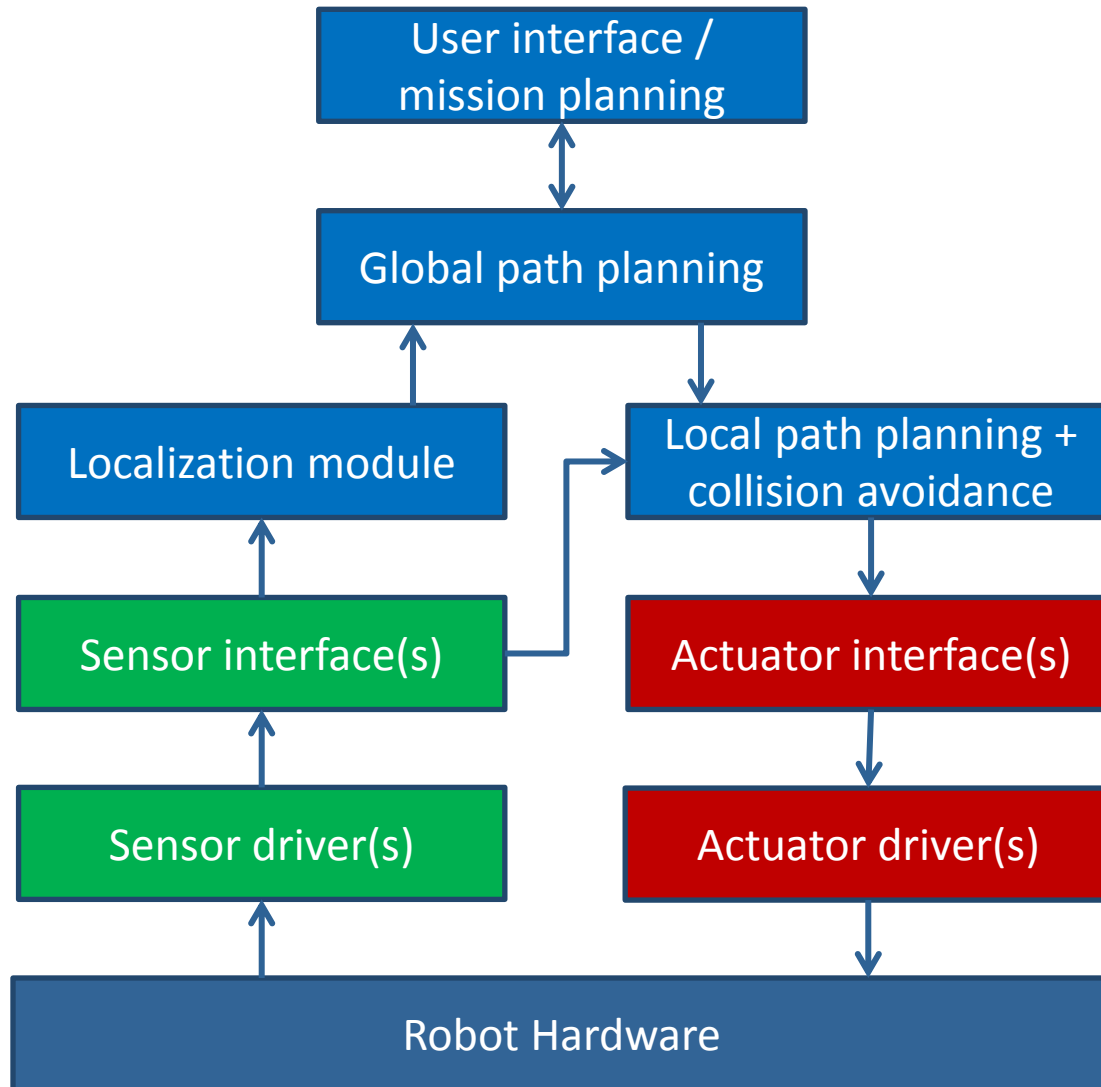 User interface /
mission planning
Global path planning
Localization module
Local path planning +
collision avoidance
Sensor interface(s)
Actuator interface(s)
Sensor driver(s)
Actuator driver(s)
Robot Hardware